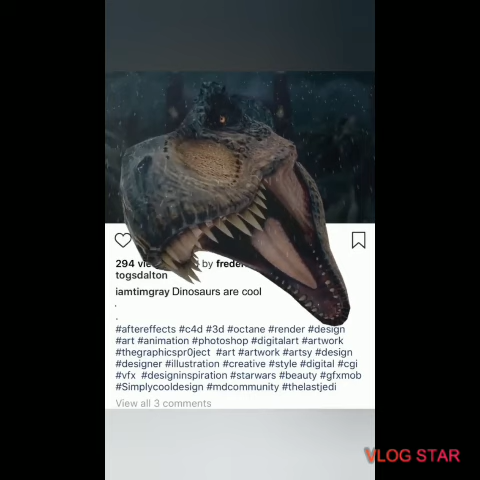 294 vie by freder
togsdalton
iamtimgray Dinosaurs are cool
.
.
#aftereffects #c4d #3d #octane #render #design
#art #animation #photoshop #digitalart #artwork
#thegraphicspr0ject #art #artwork #artsy #design
#designer #illustration #creative #style #digital #cgi
#vfx #designinspiration #starwars #beauty #gfxmob
#Simplycooldesign #mdcommunity #thelastjedi
View all 3 comments
VLOG STAR